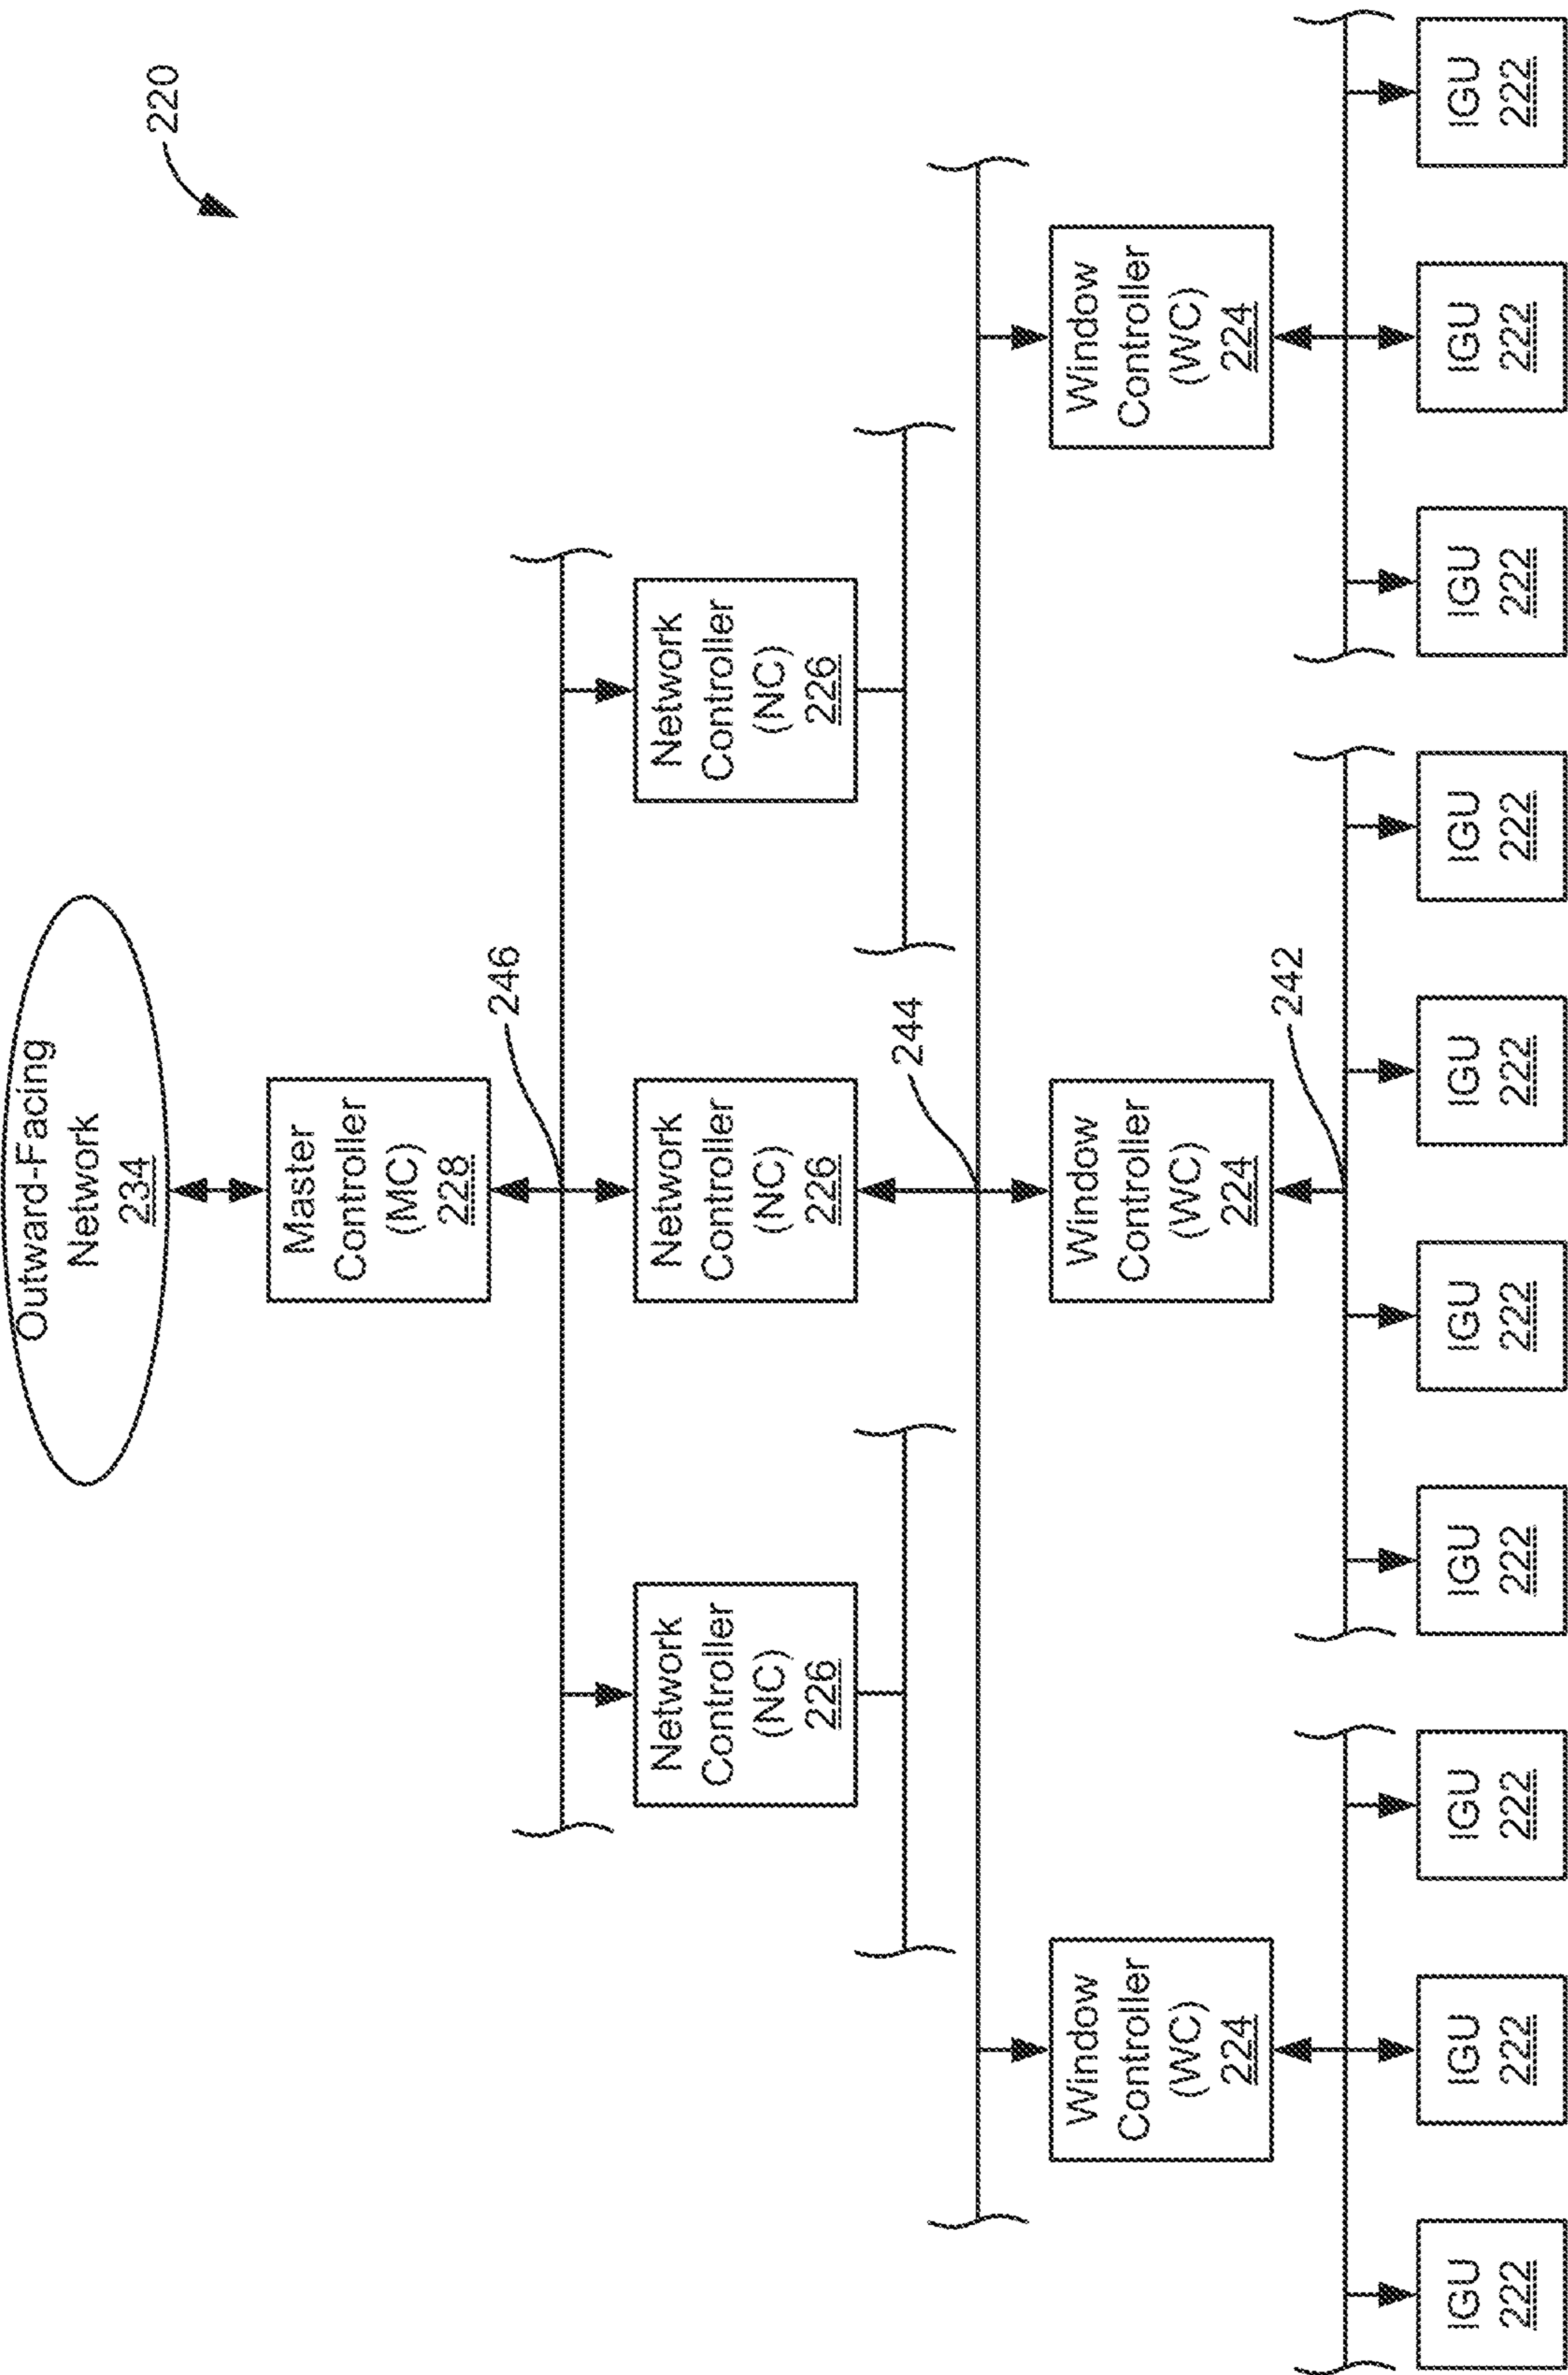 220
Outward-Facing
Network
234
Master
Controller (MC)
228
246
Network
Controller
(NC)
226
Network
Controller
(NC)
226
Network
Controller
(NC)
226
244
Window
Controller
(WC)
224
Window
Controller
(WC)
224
Window
Controller
(WC)
224
242
IGU
222
IGU
222
IGU
222
IGU
222
IGU
222
IGU
222
IGU
222
IGU
222
IGU
222
IGU
222